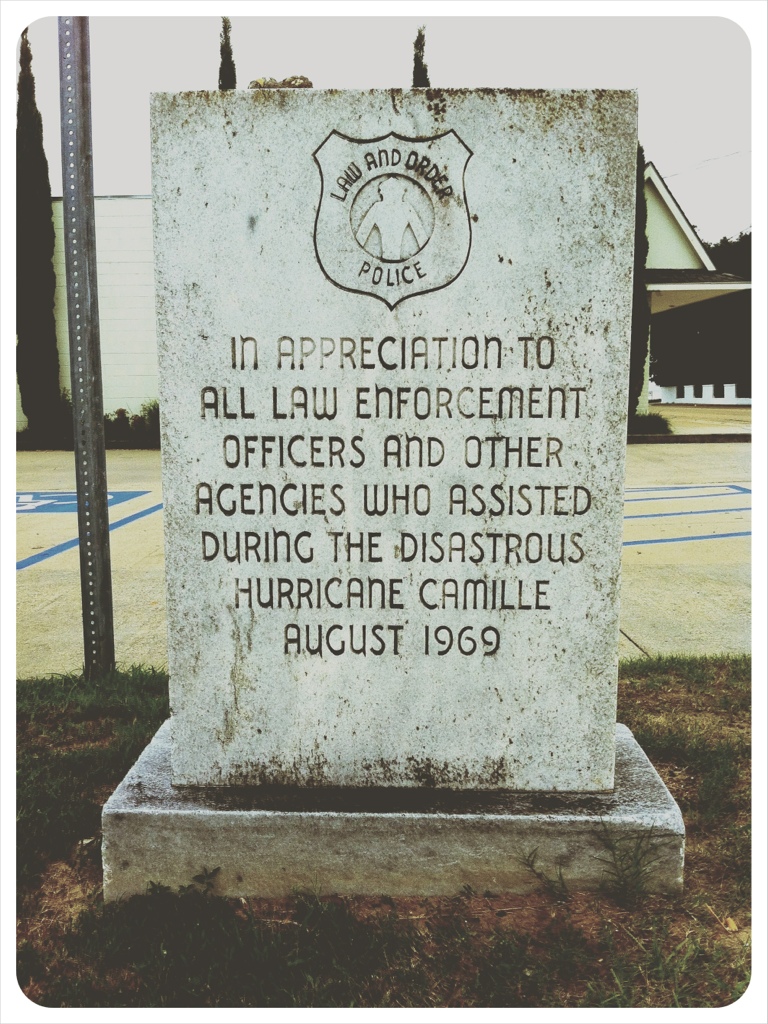 LAW AND ORDER
POLICE
IN APPRECIATION TO
ALL LAW ENFORCEMENT
OFFICERS AND OTHER
AGENCIES WHO ASSISTED
DURING THE DISASTROUS
HURRICANE CAMILLE
AUGUST 1969